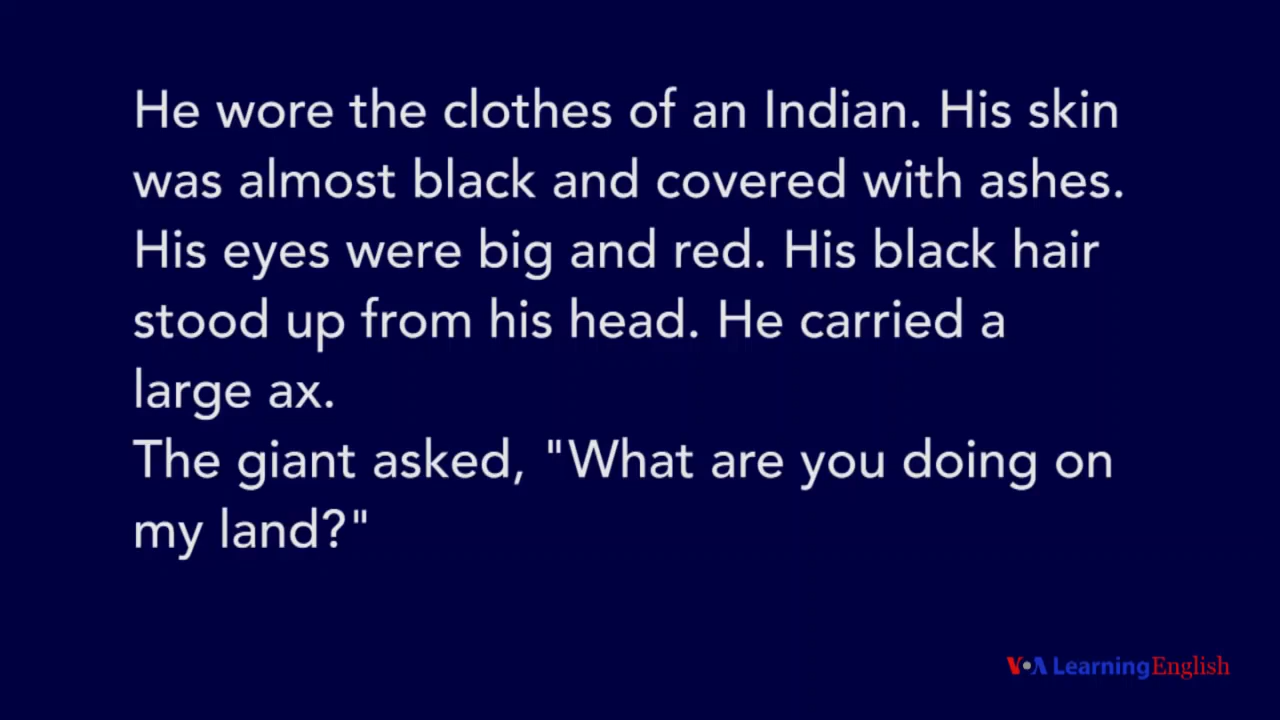 He wore the clothes of an Indian. His skin
was almost black and covered with ashes.
His eyes were big and red. His black hair
stood up from his head. He carried a
large ax.
The giant asked, "What are you doing on
my land?"
VOA Learning English